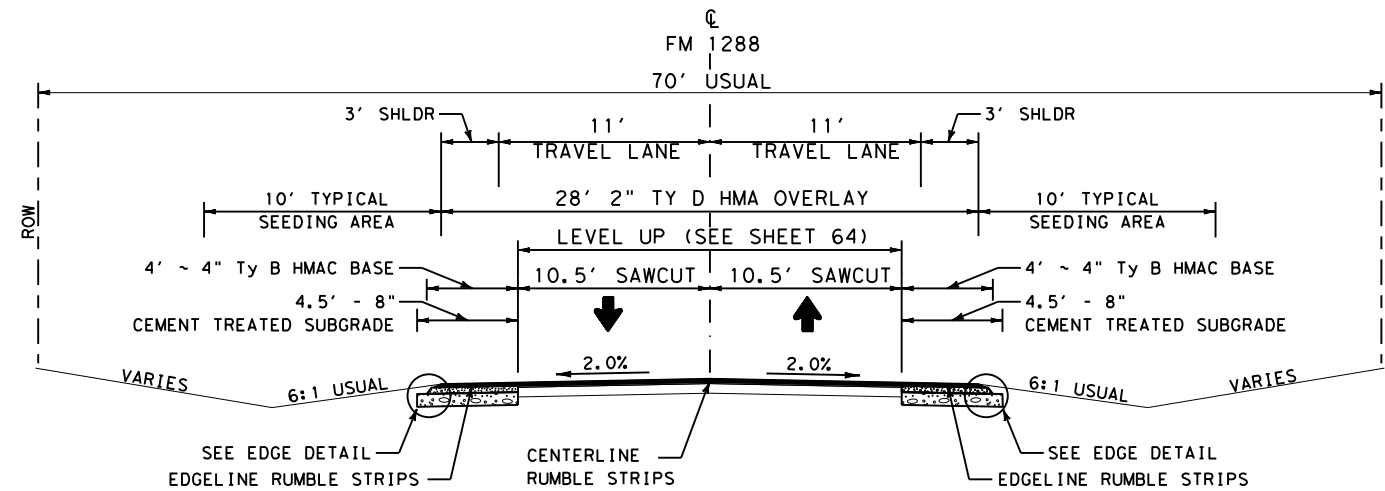 ℄
FM 1288
70' USUAL
3' SHLDR
11'
TRAVEL LANE
11'
TRAVEL LANE
3' SHLDR
ROW
10' TYPICAL
SEEDING AREA
28' 2" TY D HMA OVERLAY
10' TYPICAL
SEEDING AREA
LEVEL UP (SEE SHEET 64)
4' ~ 4" Ty B HMAC BASE
10.5' SAWCUT
10.5' SAWCUT
4' ~ 4" Ty B HMAC BASE
4.5' - 8"
CEMENT TREATED SUBGRADE
4.5' - 8"
CEMENT TREATED SUBGRADE
2.0%
2.0%
VARIES
6:1 USUAL
6:1 USUAL
VARIES
SEE EDGE DETAIL
EDGELINE RUMBLE STRIPS
CENTERLINE
RUMBLE STRIPS
SEE EDGE DETAIL
EDGELINE RUMBLE STRIPS